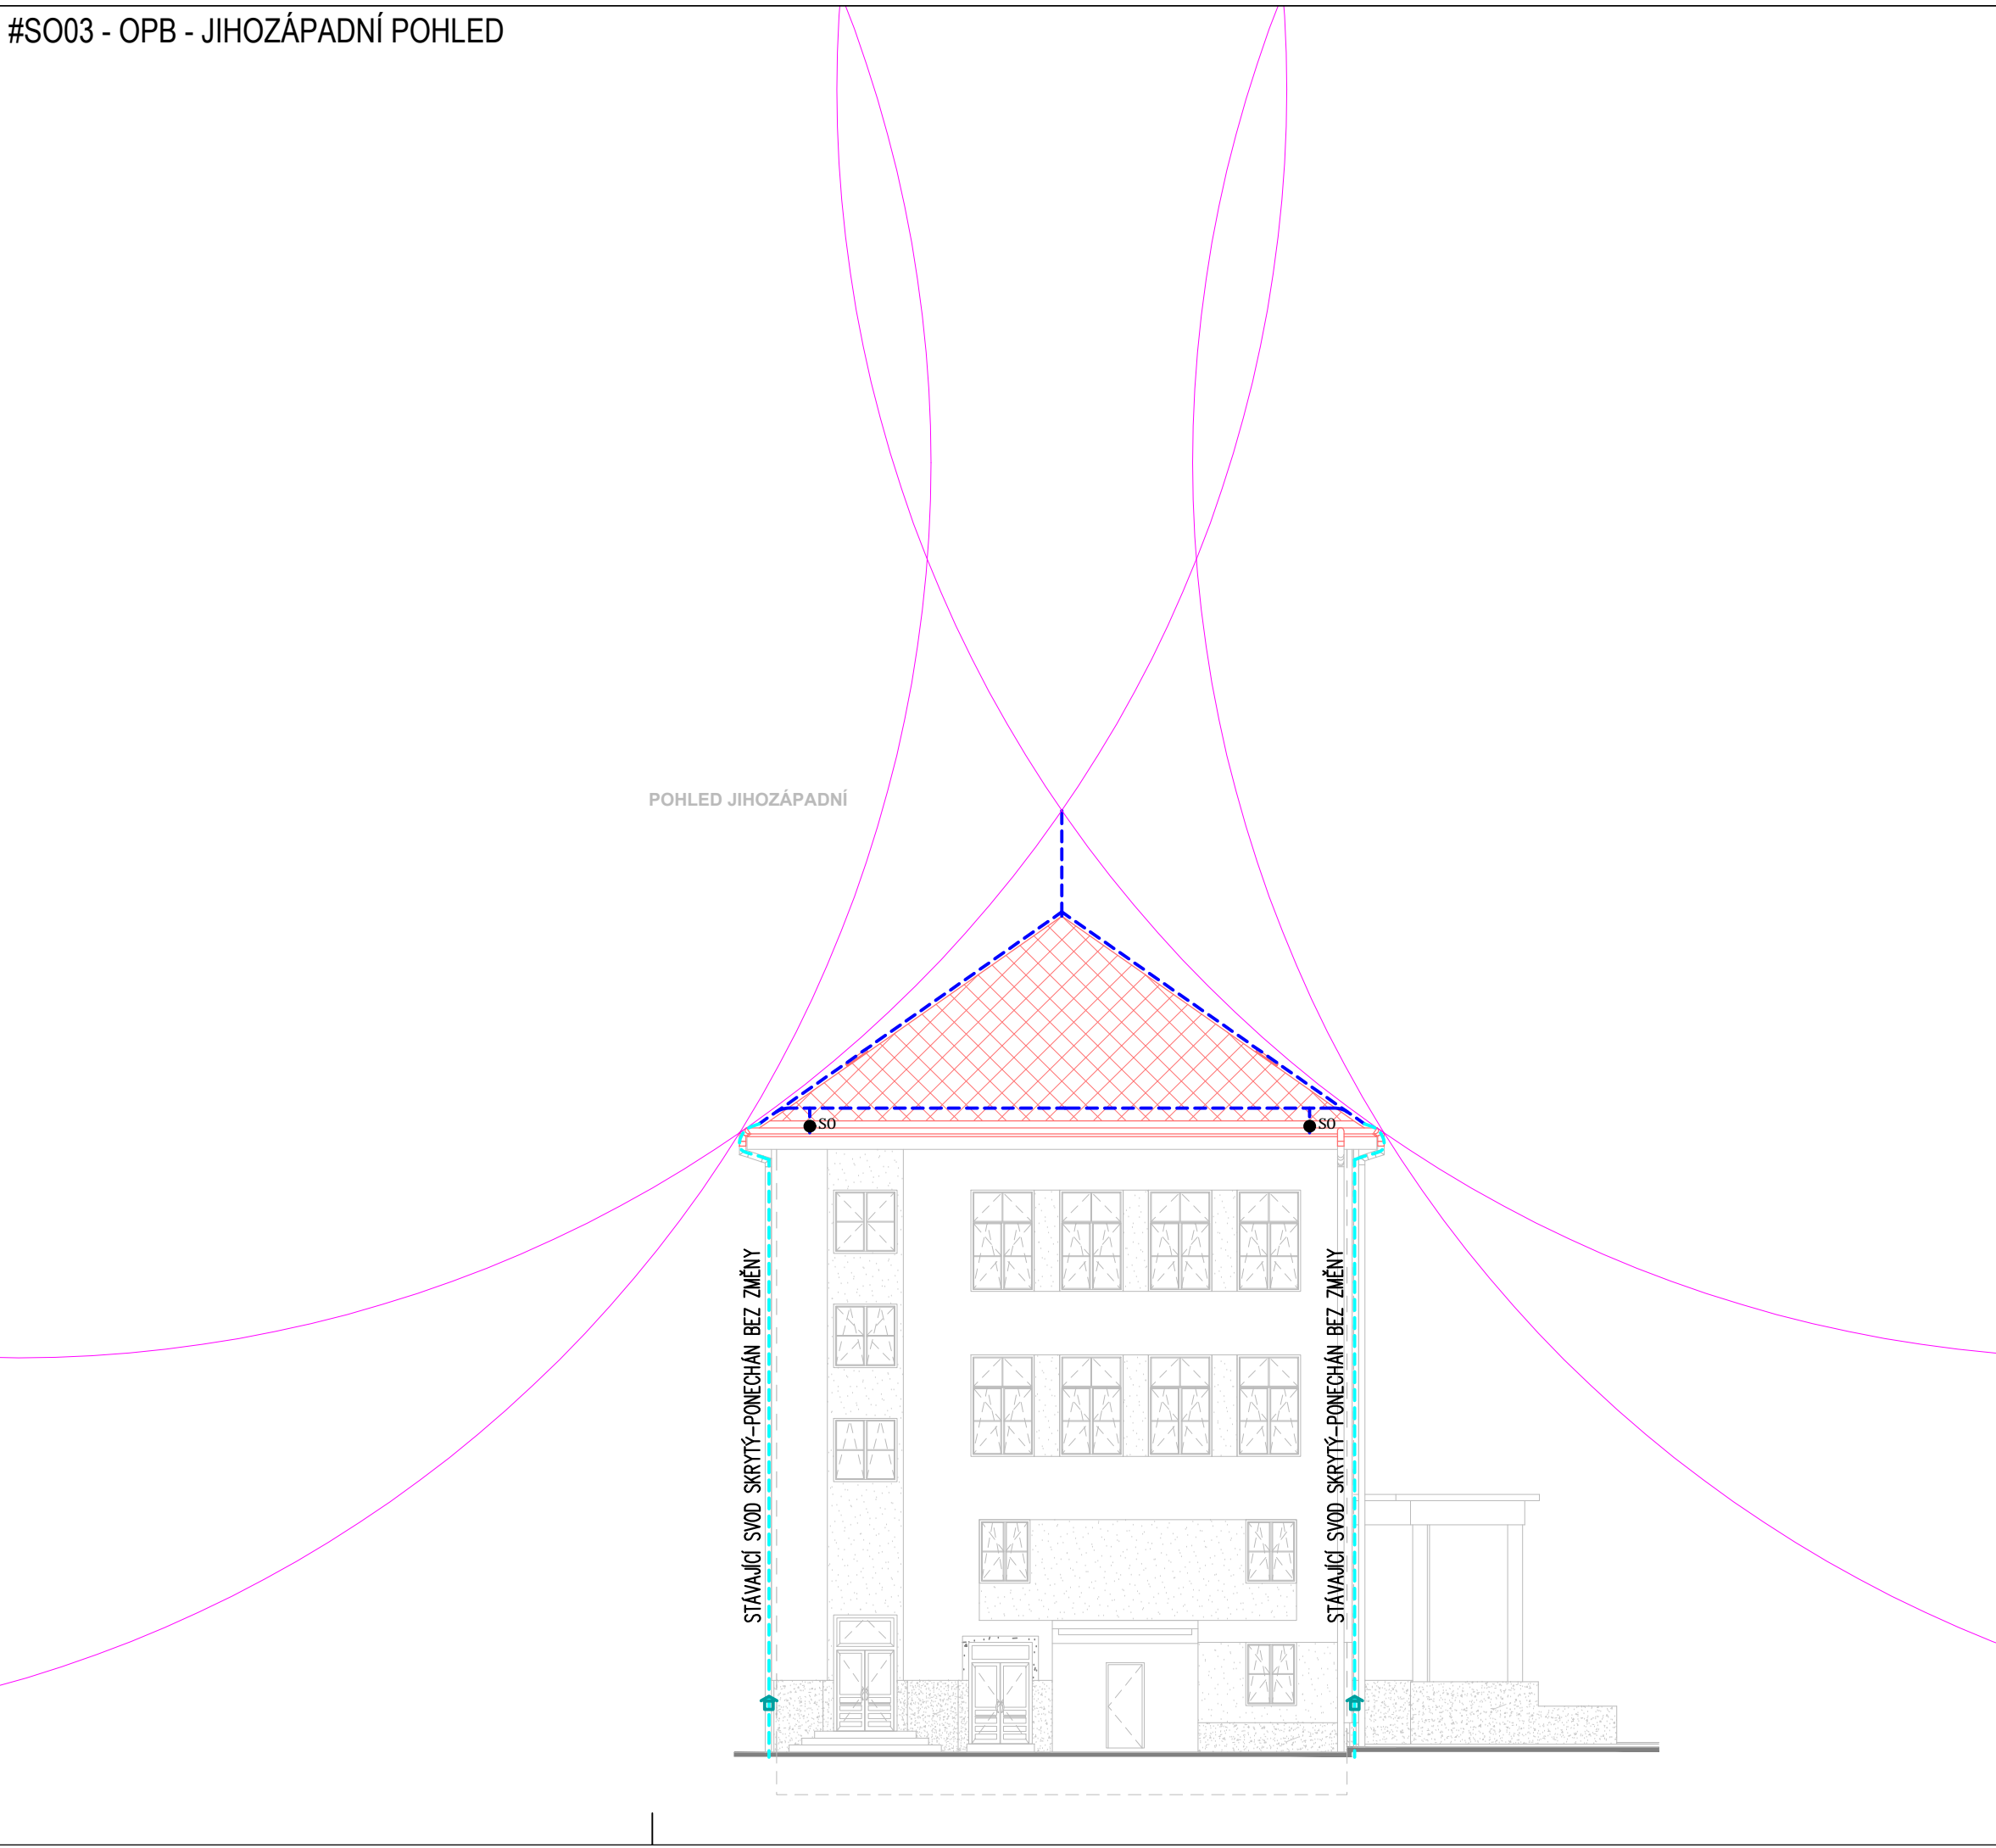 #SO03 - OPB - JIHOZÁPADNÍ POHLED
POHLED JIHOZÁPADNÍ
SO
SO
STÁVAJÍCÍ SVOD SKRYTÝ-PONECHÁN BEZ ZMĚNY
STÁVAJÍCÍ SVOD SKRYTÝ-PONECHÁN BEZ ZMĚNY